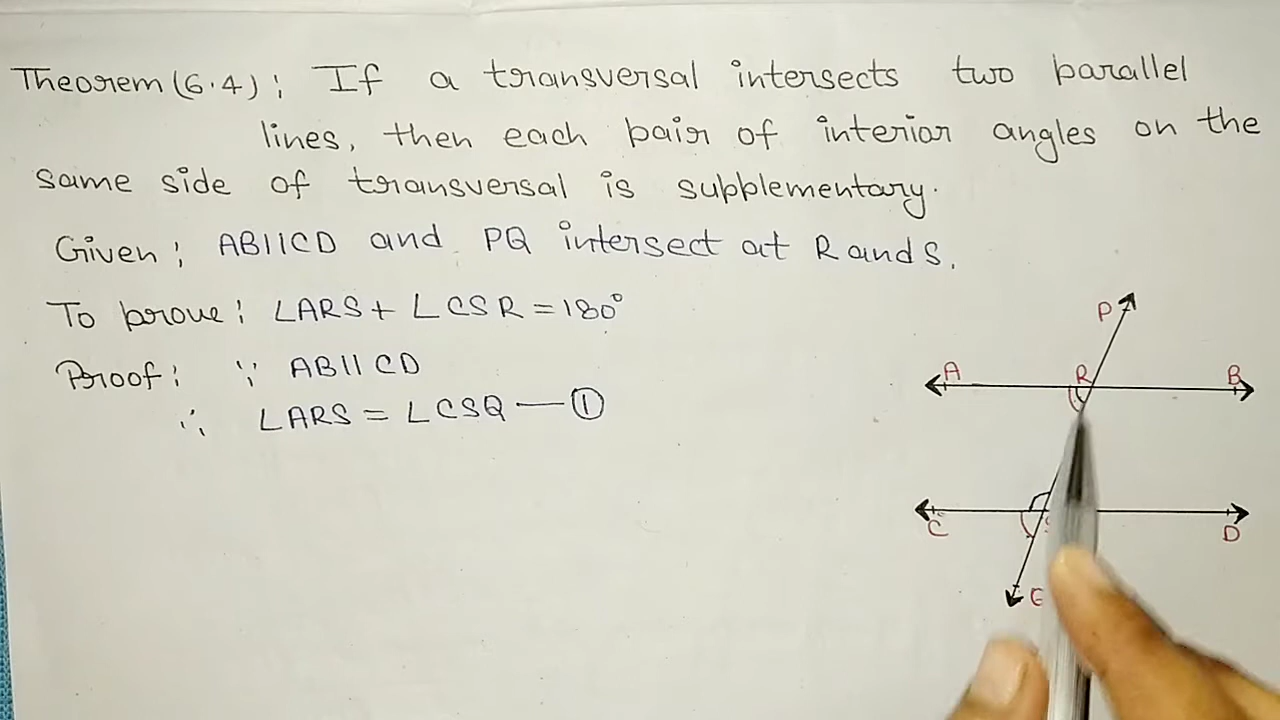 Theorem (6.4) : If a transversal intersects two parallel
lines, then each pair of interior angles on the
same side of transversal is supplementary.
Given : AB||CD and PQ intersect at R and S.
To prove : ∠ARS + ∠CSR = 180°
Proof : ∵ AB || CD
∴ ∠ARS = ∠CSQ — ①
P
A R B
C D